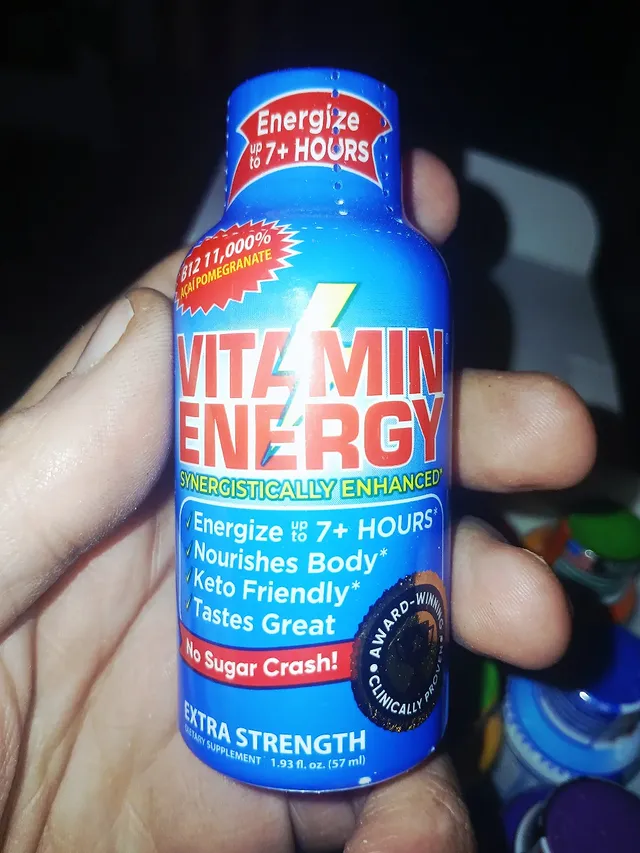 Energize
up to 7+ HOURS
B12 11,000%
AÇAÍ POMEGRANATE
VITAMIN
ENERGY®
SYNERGISTICALLY ENHANCED*
Energize up to 7+ HOURS*
Nourishes Body*
Keto Friendly*
Tastes Great
No Sugar Crash!
• AWARD-WINNING •
CLINICALLY PROVEN
EXTRA STRENGTH
DIETARY SUPPLEMENT 1.93 fl. oz. (57 ml)